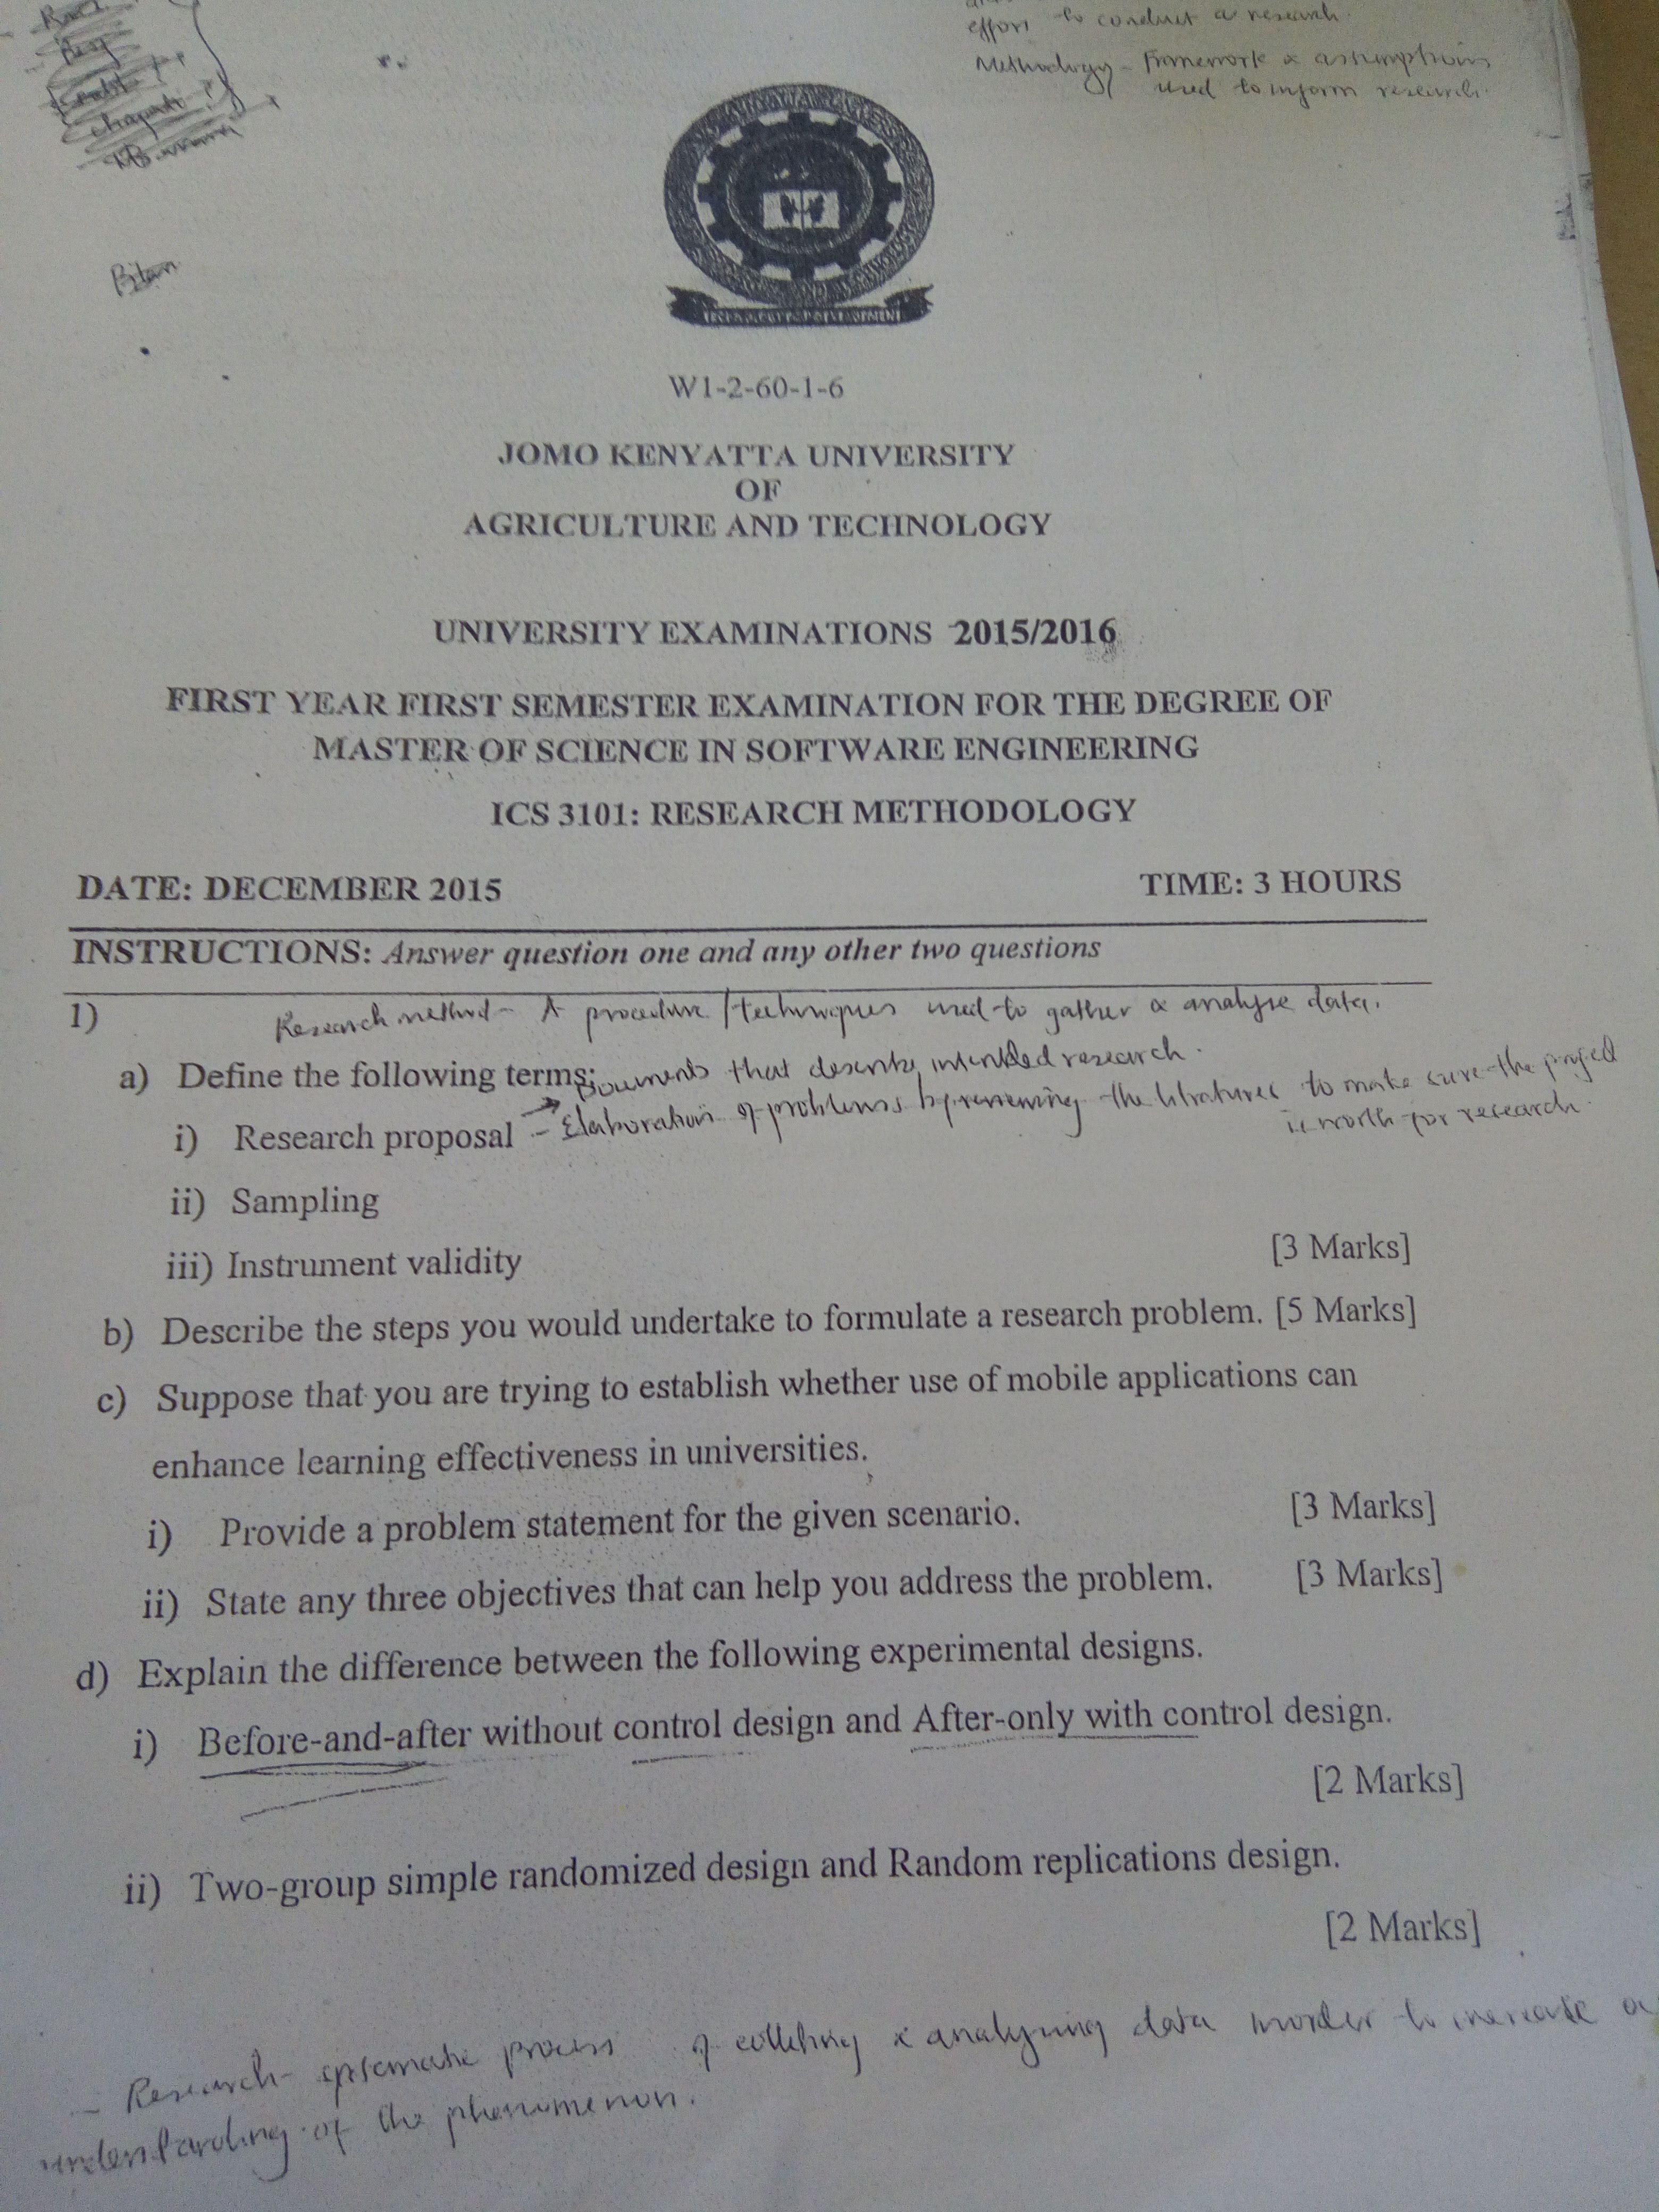 effort to conduct a research.
Methodology - Framework & assumptions
used to inform research.
W1-2-60-1-6
JOMO KENYATTA UNIVERSITY
OF
AGRICULTURE AND TECHNOLOGY
UNIVERSITY EXAMINATIONS 2015/2016
FIRST YEAR FIRST SEMESTER EXAMINATION FOR THE DEGREE OF
MASTER OF SCIENCE IN SOFTWARE ENGINEERING
ICS 3101: RESEARCH METHODOLOGY
DATE: DECEMBER 2015 TIME: 3 HOURS
INSTRUCTIONS: Answer question one and any other two questions
1)
Research method - A procedure / techniques used to gather & analyse data.
a) Define the following terms:
Documents that describe intended research.
i) Research proposal - Elaboration of problems by reviewing the litratures to make sure the project
is worth for research.
ii) Sampling
iii) Instrument validity [3 Marks]
b) Describe the steps you would undertake to formulate a research problem. [5 Marks]
c) Suppose that you are trying to establish whether use of mobile applications can
enhance learning effectiveness in universities.
i) Provide a problem statement for the given scenario. [3 Marks]
ii) State any three objectives that can help you address the problem. [3 Marks]
d) Explain the difference between the following experimental designs.
i) Before-and-after without control design and After-only with control design.
[2 Marks]
ii) Two-group simple randomized design and Random replications design.
[2 Marks]
- Research - systematic process of collecting & analyzing data inorder to increase
understanding of the phenomenon.